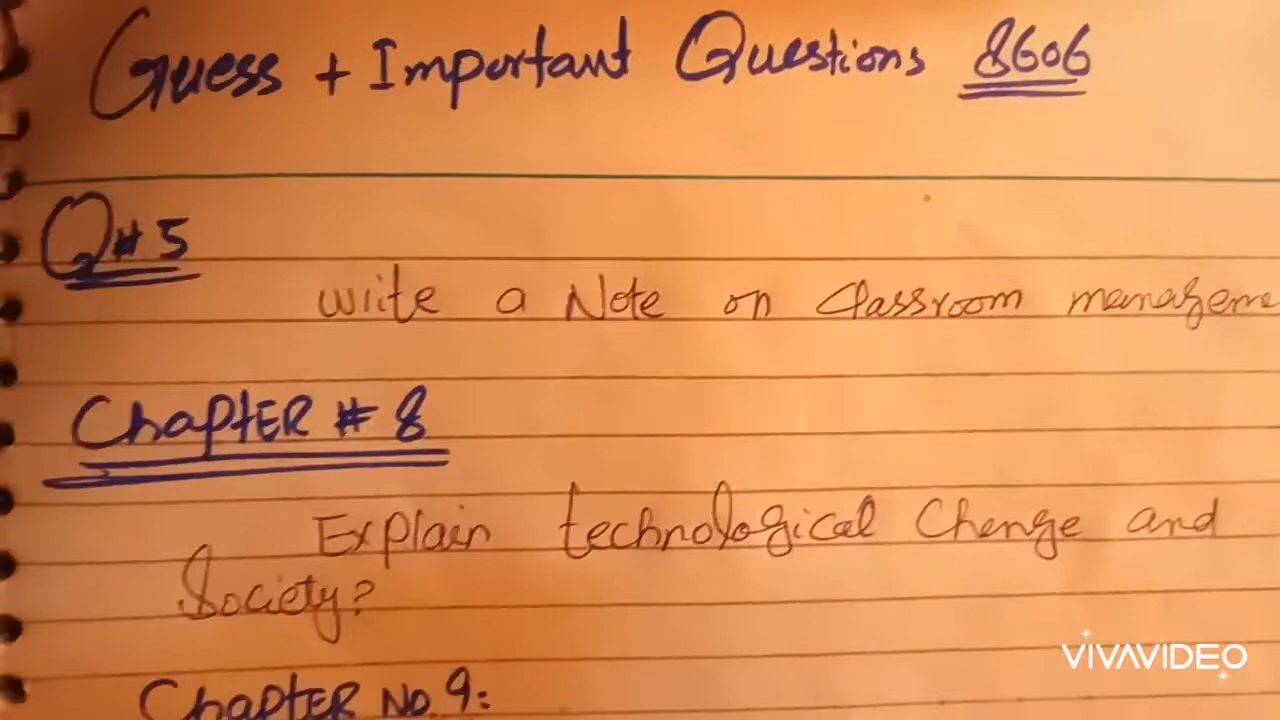 Guess + Important Questions 8606
Q#5
Write a Note on Classroom manageme
Chapter # 8
Explain technological Change and
Society?
Chapter No. 9:
VIVAVIDEO